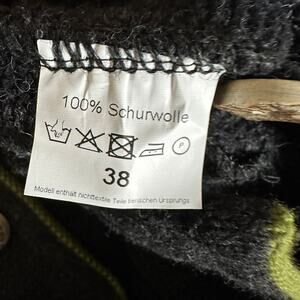 100% Schurwolle
P
38
Modell enthält nichttextile Teile tierischen Ursprungs